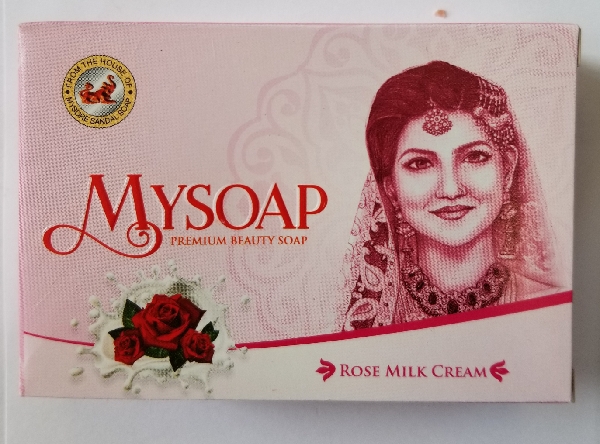 FROM THE HOUSE OF
MYSORE SANDAL SOAP
MYSOAP
PREMIUM BEAUTY SOAP
ROSE MILK CREAM